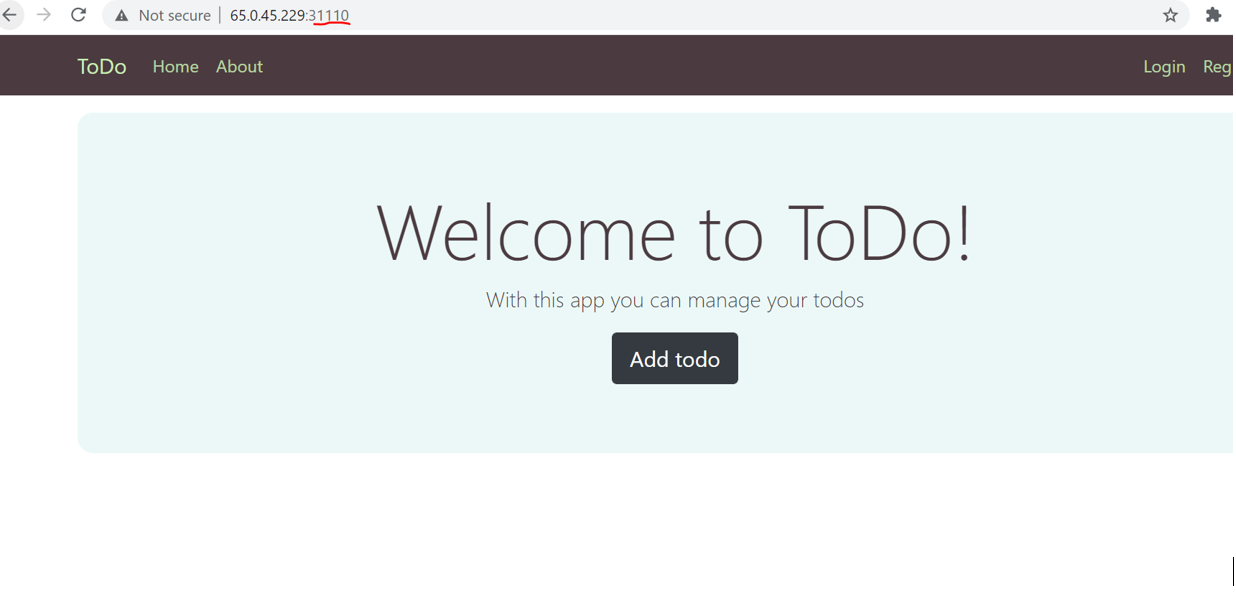 Not secure 65.0.45.229:31110
ToDo Home About Login Reg
Welcome to ToDo!
With this app you can manage your todos
Add todo